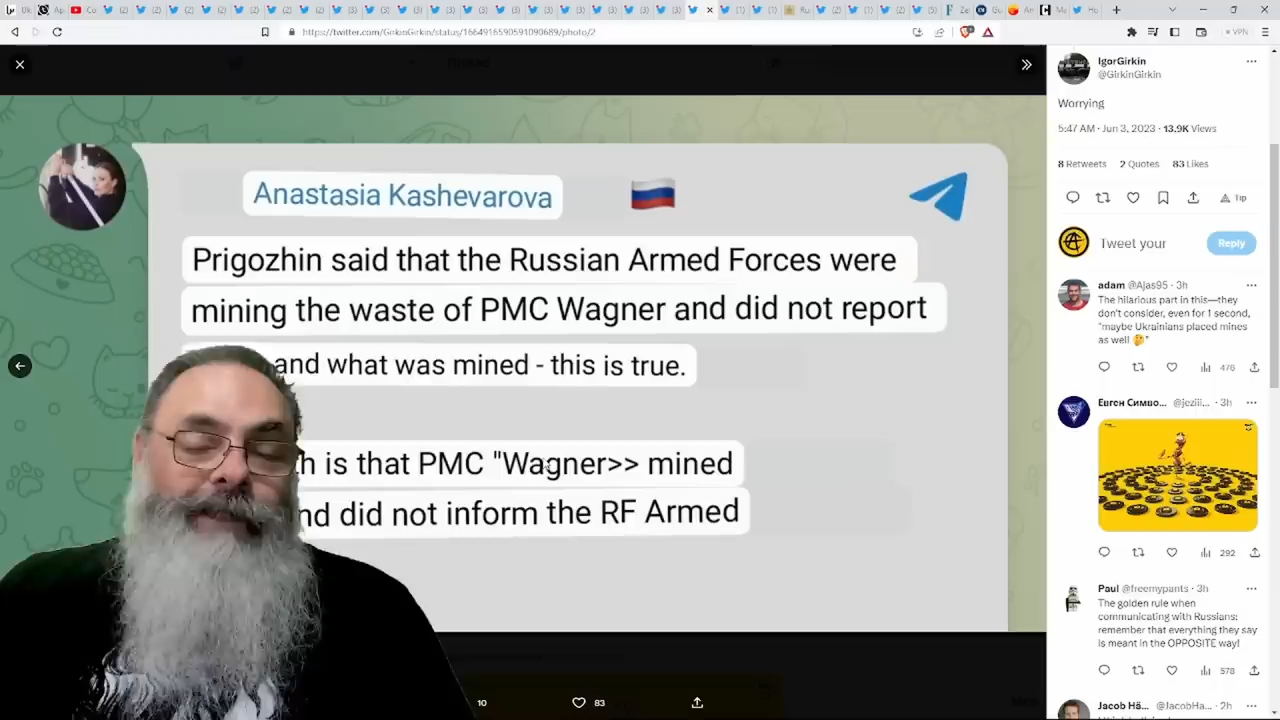 https://twitter.com/GirkinGirkin/status/1664916590591090689/photo/2
VPN
Anastasia Kashevarova
Prigozhin said that the Russian Armed Forces were
mining the waste of PMC Wagner and did not report
and what was mined - this is true.
is that PMC "Wagner>> mined
did not inform the RF Armed
10
83
IgorGirkin
@GirkinGirkin
Worrying
5:47 AM · Jun 3, 2023 · 13.9K Views
8 Retweets 2 Quotes 83 Likes
Tip
Tweet your
Reply
adam @Ajas95 · 3h
The hilarious part in this—they
don't consider, even for 1 second,
"maybe Ukrainians placed mines
as well 🤔"
476
Евген Симво... @jeziii... · 3h
292
Paul @freemypants · 3h
The golden rule when
communicating with Russians:
remember that everything they say
is meant in the OPPOSITE way!
578
Jacob Hä... @JacobHa... · 2h